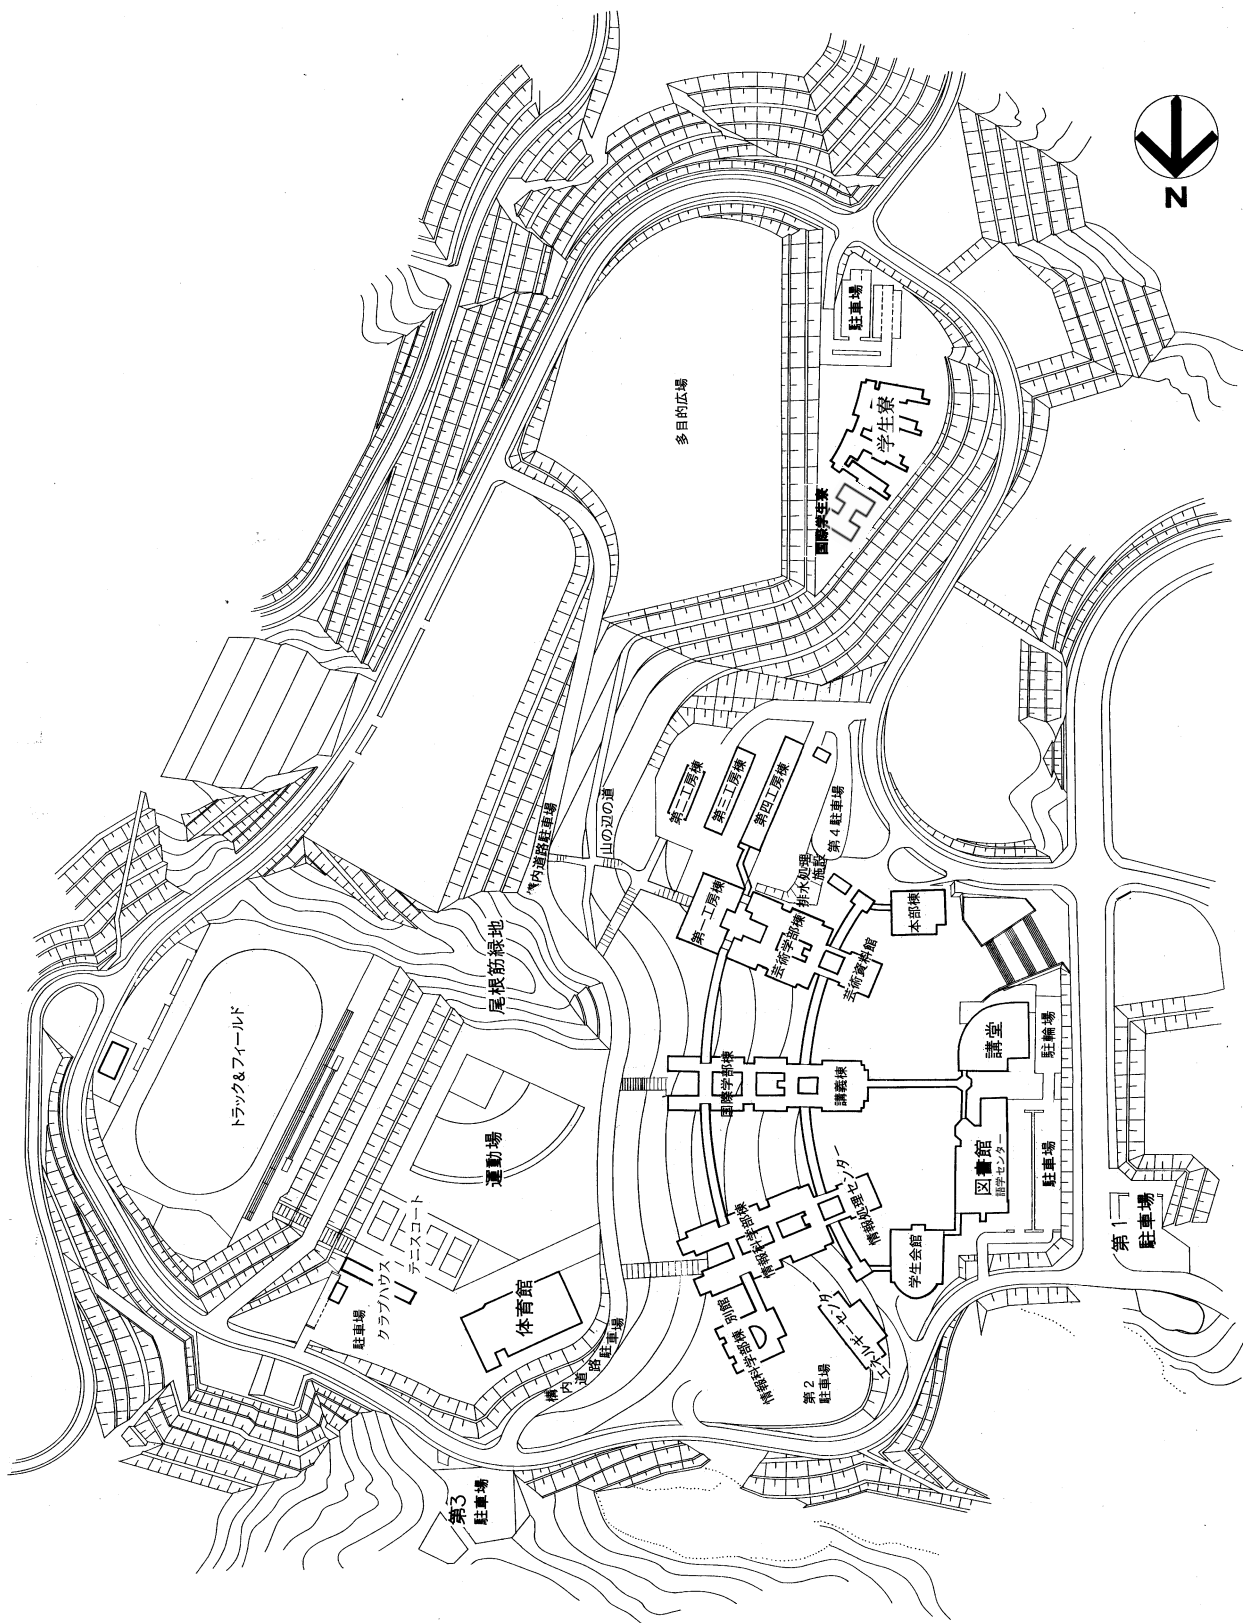 N
多目的広場
駐車場
学生寮
国際学生寮
山の辺の道
構内道路駐車場
第二工房棟
第三工房棟
第四工房棟
第4駐車場
排水処理
施設
第一工房棟
芸術学部棟
芸術資料館
本部棟
尾根筋緑地
トラック&フィールド
運動場
テニスコート
クラブハウス
駐車場
体育館
構内道路駐車場
国際学部棟
講義棟
講堂
駐輪場
図書館
語学センター
駐車場
第1
駐車場
学生会館
情報処理センター
情報科学部棟
情報科学部棟 別館
エネルギーセンター
第2
駐車場
第3
駐車場